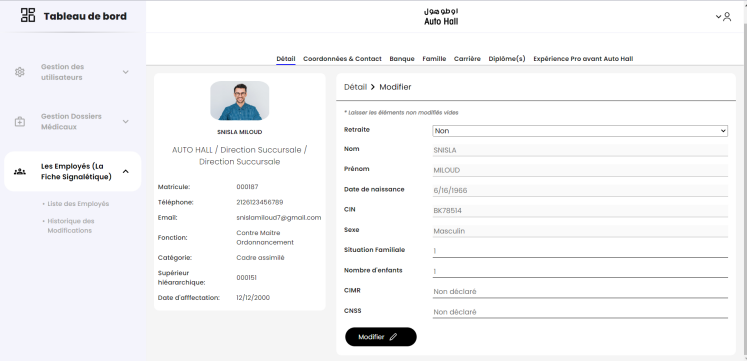 Tableau de bord
اوطو هول
Auto Hall
Gestion des
utilisateurs
Gestion Dossiers
Médicaux
Les Employés (La
Fiche Signalétique)
• Liste des Employés
• Historique des
Modifications
Détail Coordonnées & Contact Banque Famille Carrière Diplôme(s) Expérience Pro avant Auto Hall
SNISLA MILOUD
AUTO HALL / Direction Succursale /
Direction Succursale
Matricule: 000187
Téléphone: 2126123456789
Email: snislamiloud7@gmail.com
Fonction: Contre Maitre
Ordonnancement
Catégorie: Cadre assimilé
Supérieur
hiéararchique: 000151
Date d'afffectation: 12/12/2000
Détail > Modifier
* Laisser les éléments non modifiés vides
Retraite Non
Nom SNISLA
Prénom MILOUD
Date de naissance 6/16/1966
CIN BK78514
Sexe Masculin
Situation Familiale 1
Nombre d'enfants 1
CIMR Non déclaré
CNSS Non déclaré
Modifier